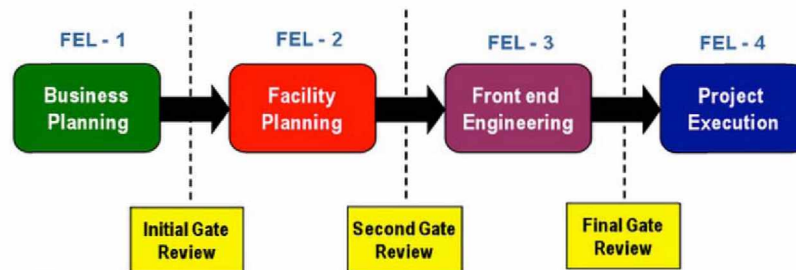 FEL - 1
FEL - 2
FEL - 3
FEL - 4
Business
Planning
Facility
Planning
Front end
Engineering
Project
Execution
Initial Gate
Review
Second Gate
Review
Final Gate
Review